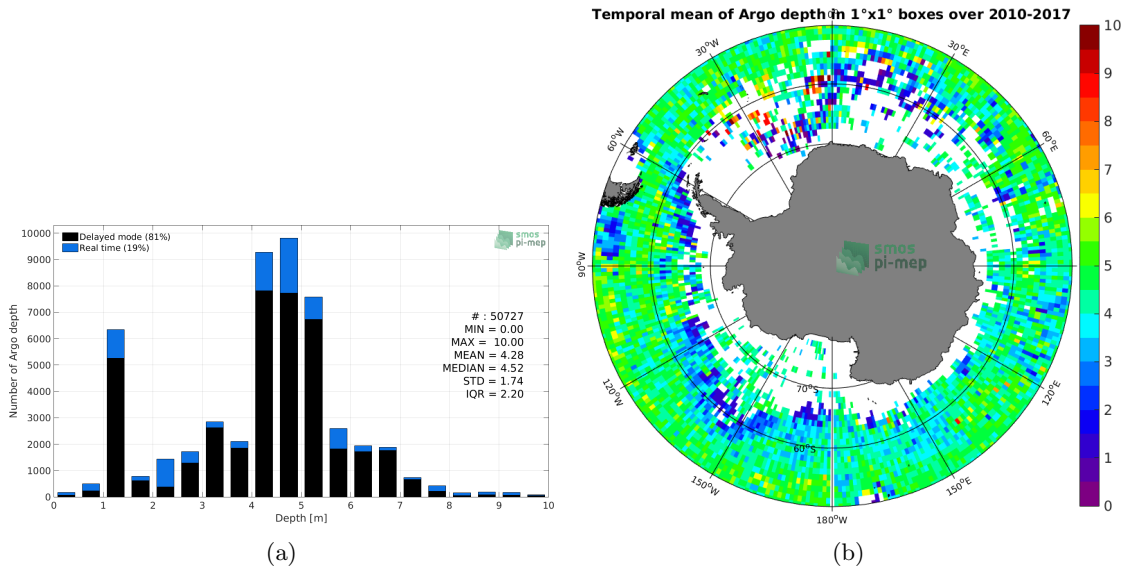 Temporal mean of Argo depth in 1°x1° boxes over 2010-2017
Delayed mode (81%)
Real time (19%)
smos
pi-mep
# : 50727
MIN = 0.00
MAX = 10.00
MEAN = 4.28
MEDIAN = 4.52
STD = 1.74
IQR = 2.20
Number of Argo depth
10000
9000
8000
7000
6000
5000
4000
3000
2000
1000
0
0 1 2 3 4 5 6 7 8 9 10
Depth [m]
(a)
0°
30°W
30°E
60°W
60°E
90°W
120°W
120°E
150°W
150°E
180°W
70°S
60°S
smos
pi-mep
10
9
8
7
6
5
4
3
2
1
0
(b)